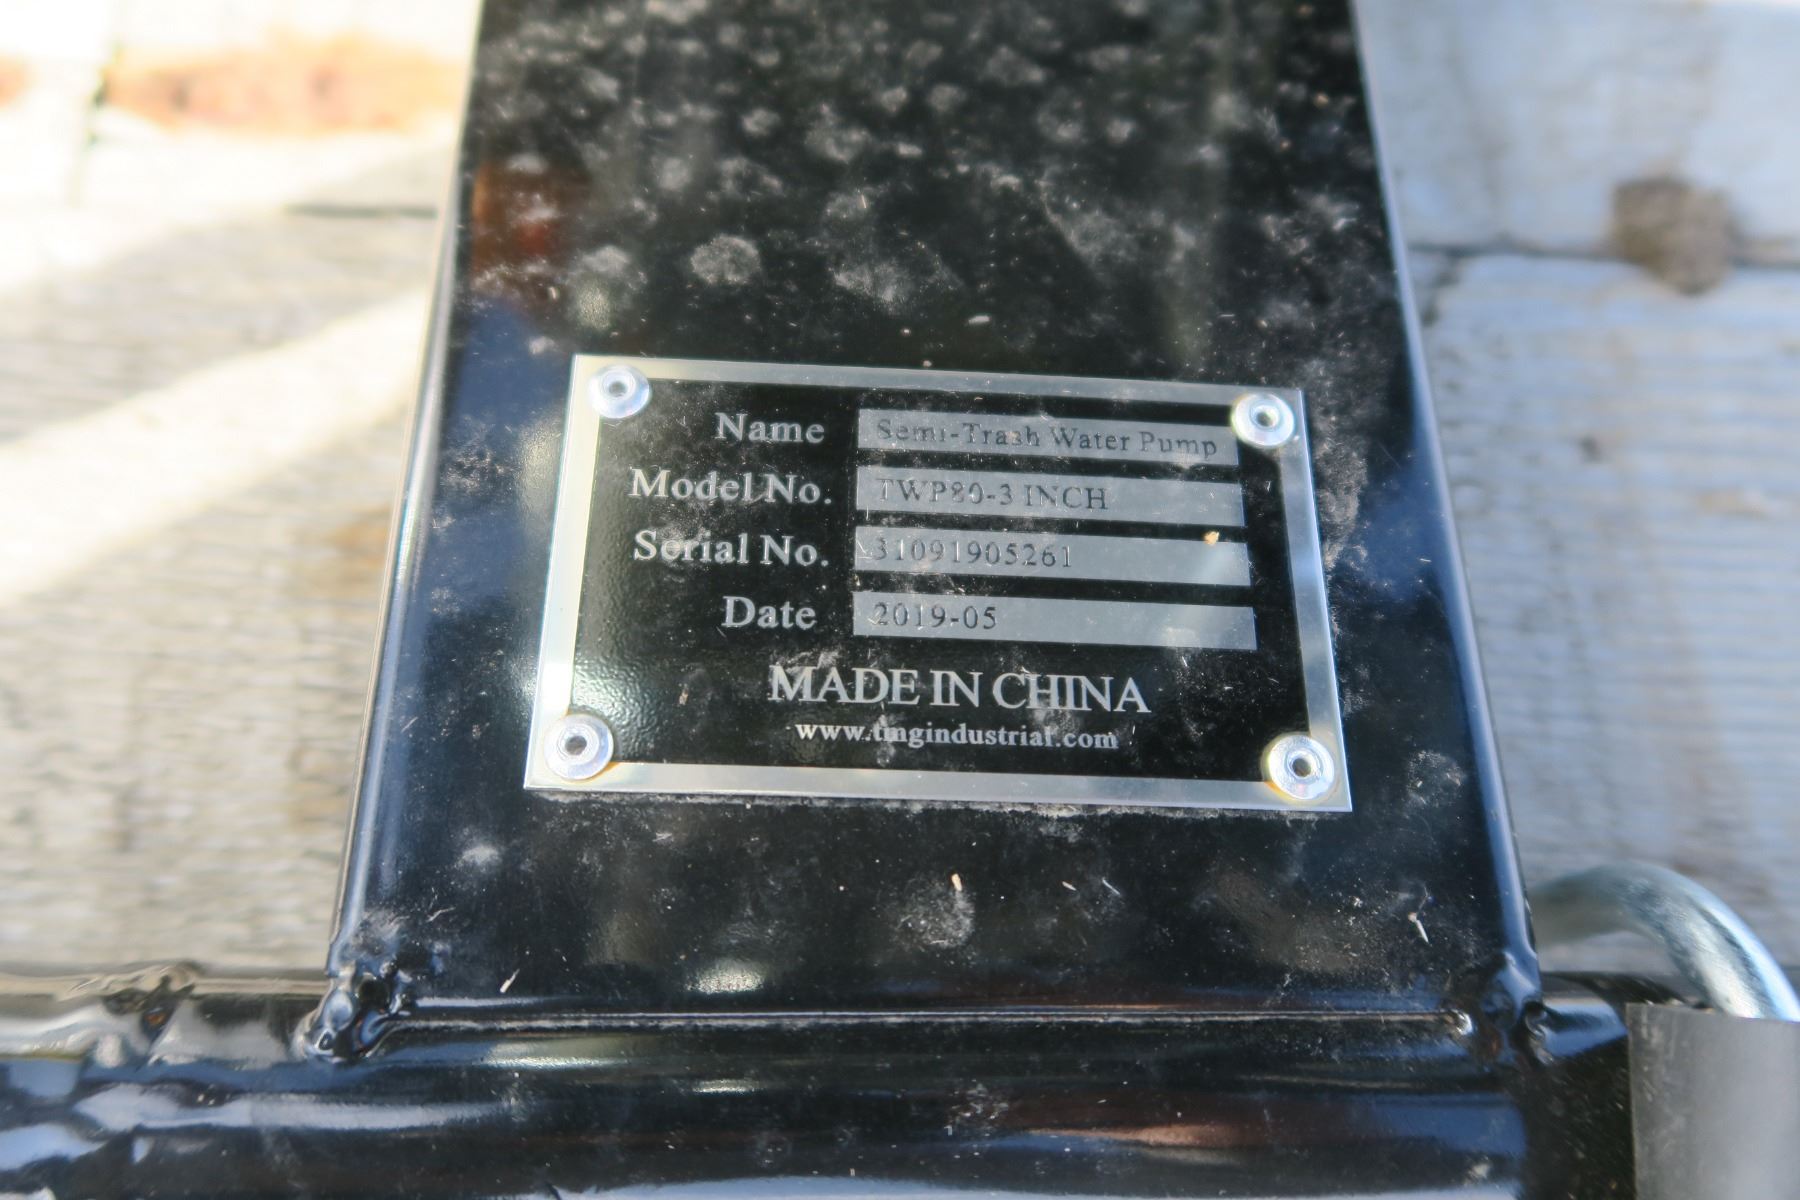 Name Semi-Trash Water Pump
Model No. TWP80-3 INCH
Serial No. 31091905261
Date 2019-05
MADE IN CHINA
www.tmgindustrial.com